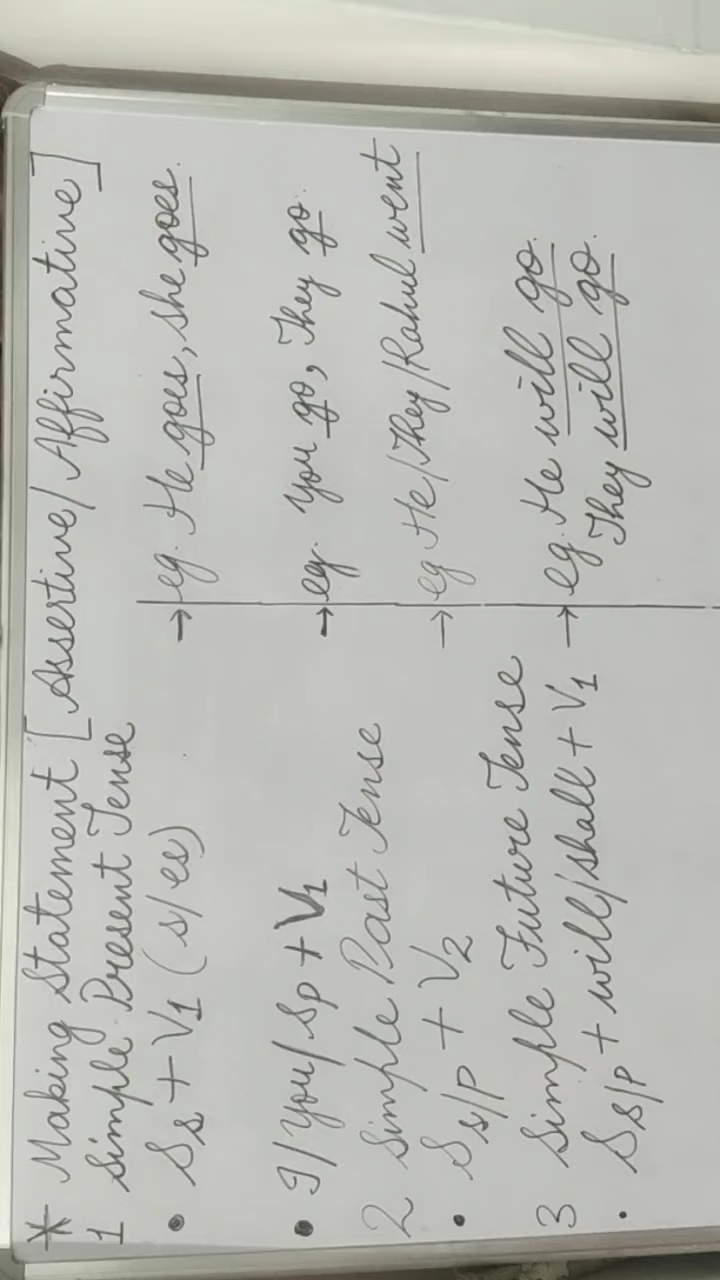 * Making Statement [Assertive/Affirmative]
1 Simple Present Tense
• Ss + V1 (s/es) → eg. He goes, she goes.
• I/You/Sp + V1 → eg. You go, They go.
2 Simple Past Tense
• Ss/p + V2 → eg He/They/Rahul went
3 Simple Future Tense
• Ss/p + will/shall + V1 → eg. He will go.
They will go.